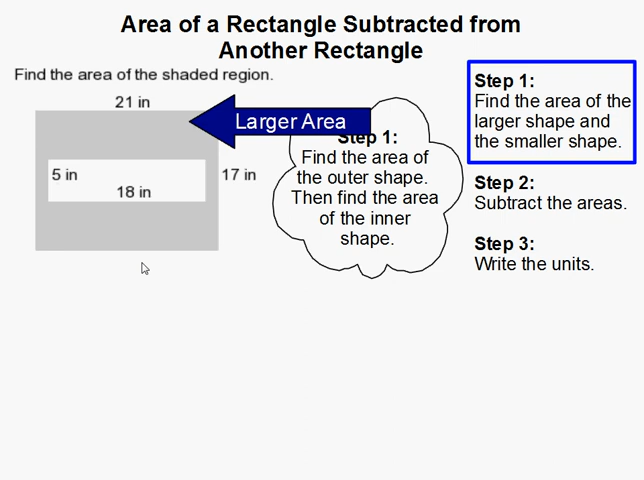 Area of a Rectangle Subtracted from
Another Rectangle
Find the area of the shaded region.
21 in
5 in
18 in
17 in
Larger Area
Step 1:
Find the area of
the outer shape.
Then find the area
of the inner
shape.
Step 1:
Find the area of the
larger shape and
the smaller shape.
Step 2:
Subtract the areas.
Step 3:
Write the units.